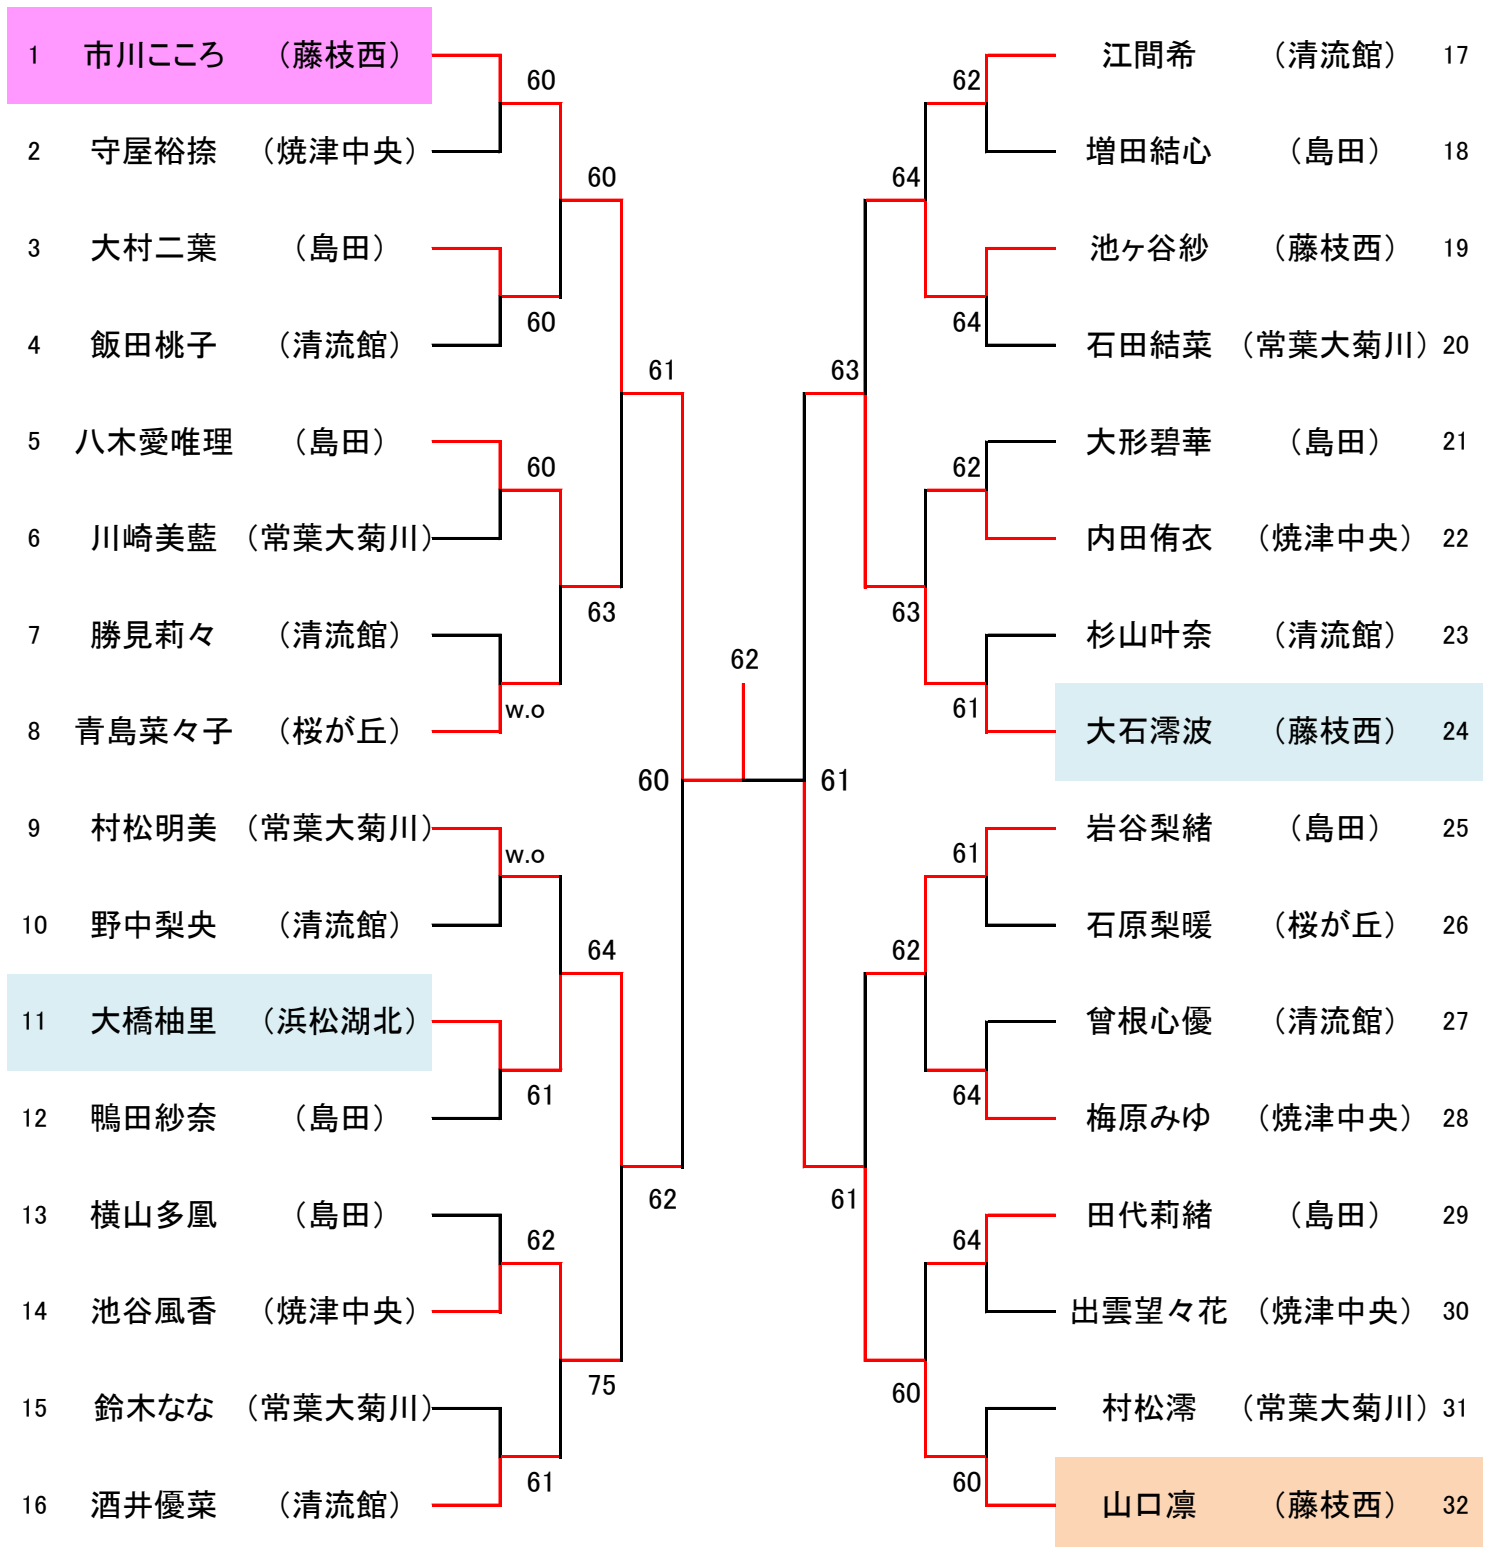 1 市川こころ （藤枝西）
60
2 守屋裕捺 （焼津中央）
60
3 大村二葉 （島田）
60
4 飯田桃子 （清流館）
61
5 八木愛唯理 （島田）
60
6 川崎美藍 （常葉大菊川）
63
7 勝見莉々 （清流館）
w.o
8 青島菜々子 （桜が丘）
60
9 村松明美 （常葉大菊川）
w.o
10 野中梨央 （清流館）
64
11 大橋柚里 （浜松湖北）
61
12 鴨田紗奈 （島田）
62
13 横山多凰 （島田）
62
14 池谷風香 （焼津中央）
75
15 鈴木なな （常葉大菊川）
61
16 酒井優菜 （清流館）
62
江間希 （清流館） 17
62
増田結心 （島田） 18
64
池ヶ谷紗 （藤枝西） 19
64
石田結菜 （常葉大菊川） 20
63
大形碧華 （島田） 21
62
内田侑衣 （焼津中央） 22
63
杉山叶奈 （清流館） 23
61
大石澪波 （藤枝西） 24
61
岩谷梨緒 （島田） 25
61
石原梨暖 （桜が丘） 26
62
曾根心優 （清流館） 27
64
梅原みゆ （焼津中央） 28
61
田代莉緒 （島田） 29
64
出雲望々花 （焼津中央） 30
60
村松澪 （常葉大菊川） 31
60
山口凛 （藤枝西） 32